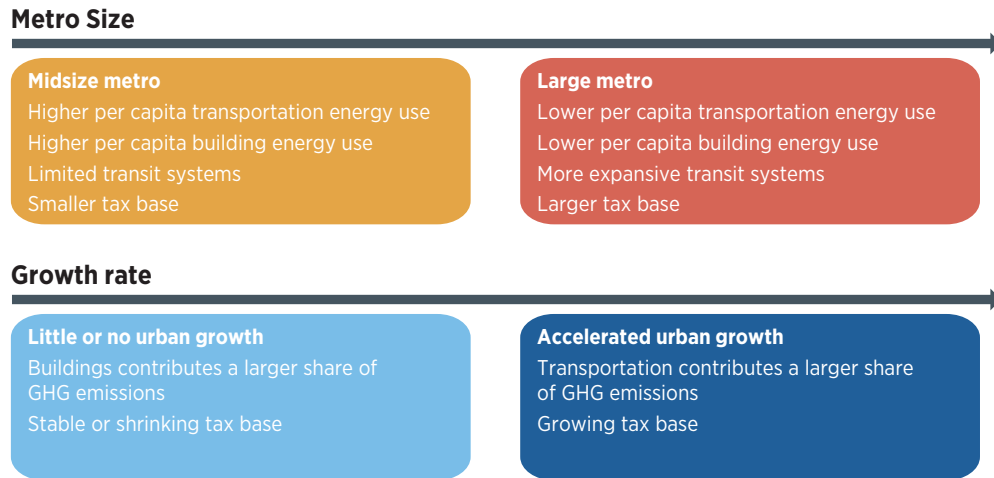 Metro Size
Midsize metro
Higher per capita transportation energy use
Higher per capita building energy use
Limited transit systems
Smaller tax base
Large metro
Lower per capita transportation energy use
Lower per capita building energy use
More expansive transit systems
Larger tax base
Growth rate
Little or no urban growth
Buildings contributes a larger share of
GHG emissions
Stable or shrinking tax base
Accelerated urban growth
Transportation contributes a larger share
of GHG emissions
Growing tax base